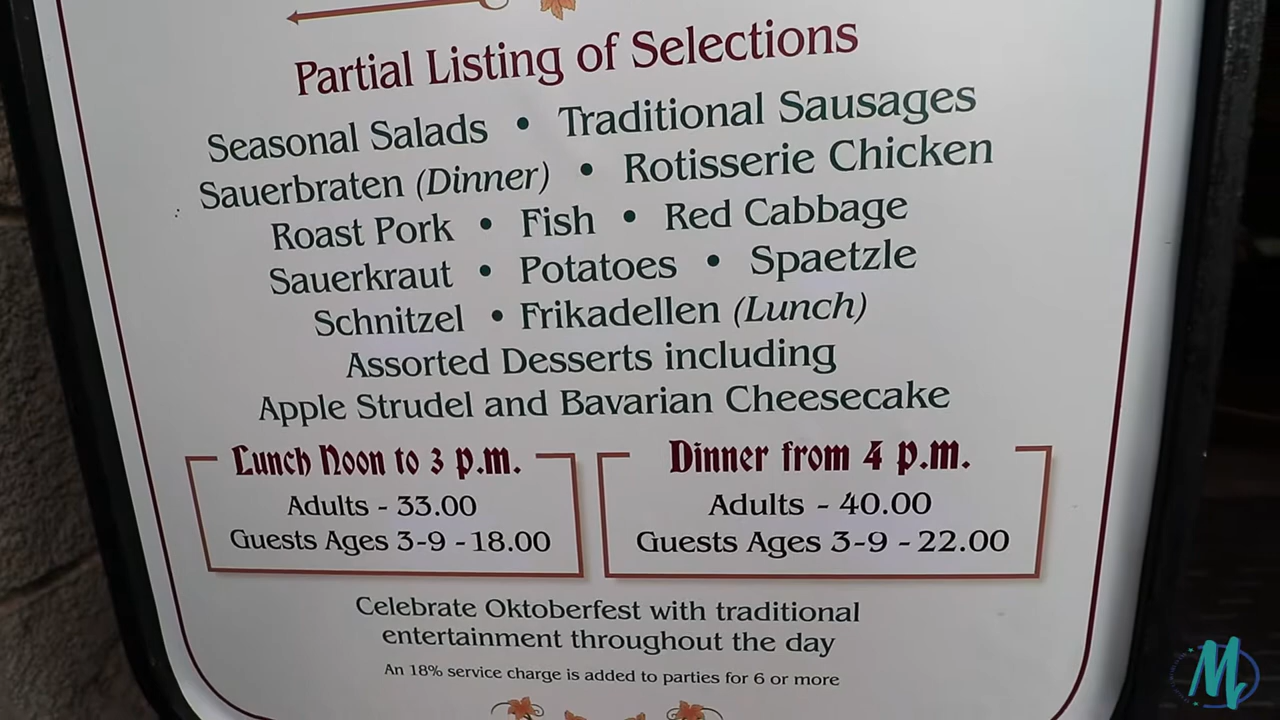 Partial Listing of Selections
Seasonal Salads • Traditional Sausages
Sauerbraten (Dinner) • Rotisserie Chicken
Roast Pork • Fish • Red Cabbage
Sauerkraut • Potatoes • Spaetzle
Schnitzel • Frikadellen (Lunch)
Assorted Desserts including
Apple Strudel and Bavarian Cheesecake
Lunch Noon to 3 p.m.
Adults - 33.00
Guests Ages 3-9 - 18.00
Dinner from 4 p.m.
Adults - 40.00
Guests Ages 3-9 - 22.00
Celebrate Oktoberfest with traditional
entertainment throughout the day
An 18% service charge is added to parties for 6 or more
M